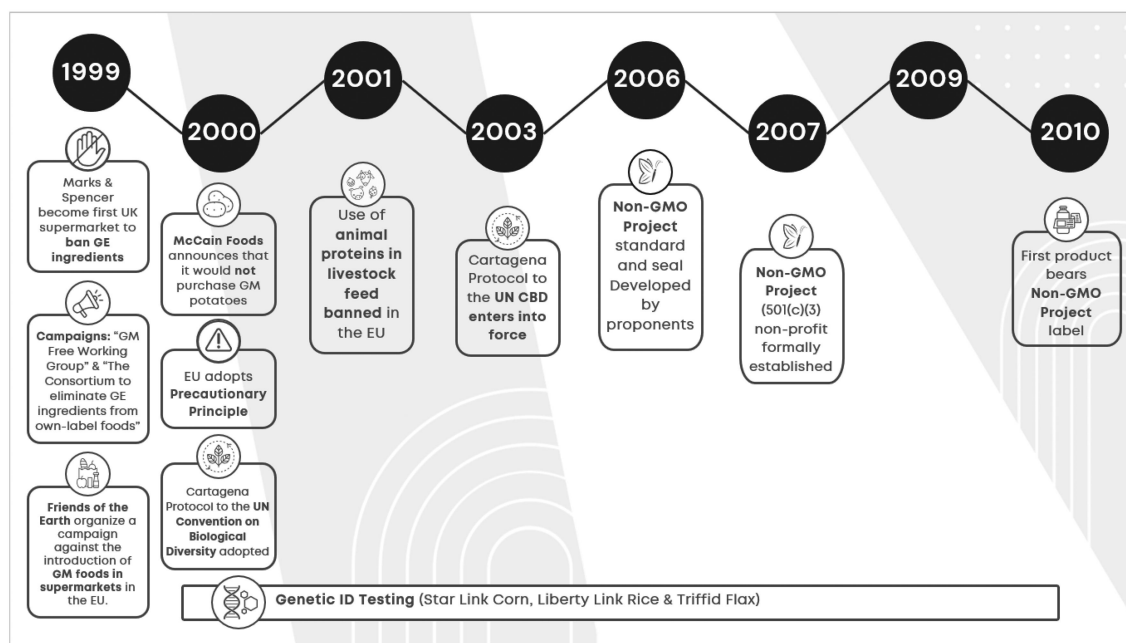 1999
2000
2001
2003
2006
2007
2009
2010
Marks &
Spencer
become first UK
supermarket to
ban GE
ingredients
Campaigns: “GM
Free Working
Group” & “The
Consortium to
eliminate GE
ingredients from
own-label foods”
Friends of the
Earth organize a
campaign
against the
introduction of
GM foods in
supermarkets in
the EU.
McCain Foods
announces that
it would not
purchase GM
potatoes
EU adopts
Precautionary
Principle
Cartagena
Protocol to the UN
Convention on
Biological
Diversity adopted
Use of
animal
proteins in
livestock
feed
banned in
the EU
Cartagena
Protocol to
the UN CBD
enters into
force
Non-GMO
Project
standard
and seal
Developed
by
proponents
Non-GMO
Project
(501(c)(3)
non-profit
formally
established
First product
bears
Non-GMO
Project
label
Genetic ID Testing (Star Link Corn, Liberty Link Rice & Triffid Flax)